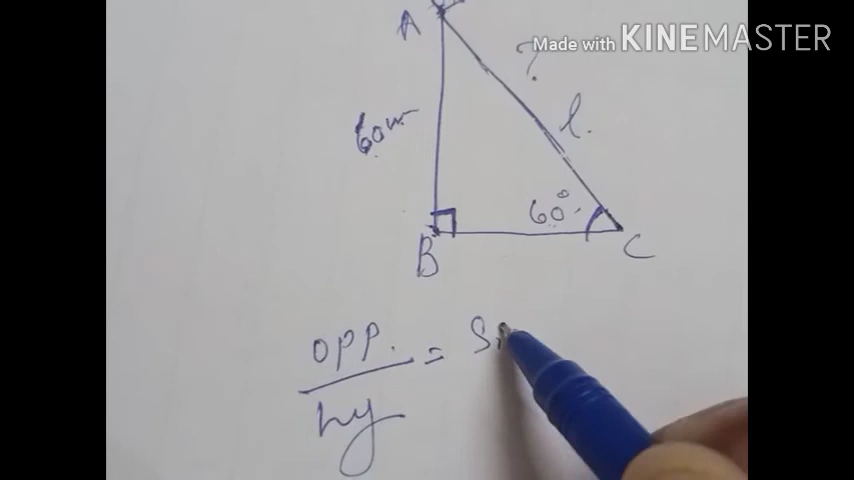 A
Made with KINEMASTER
?
60m
l.
60°
B
C
opp.
hy
= Si